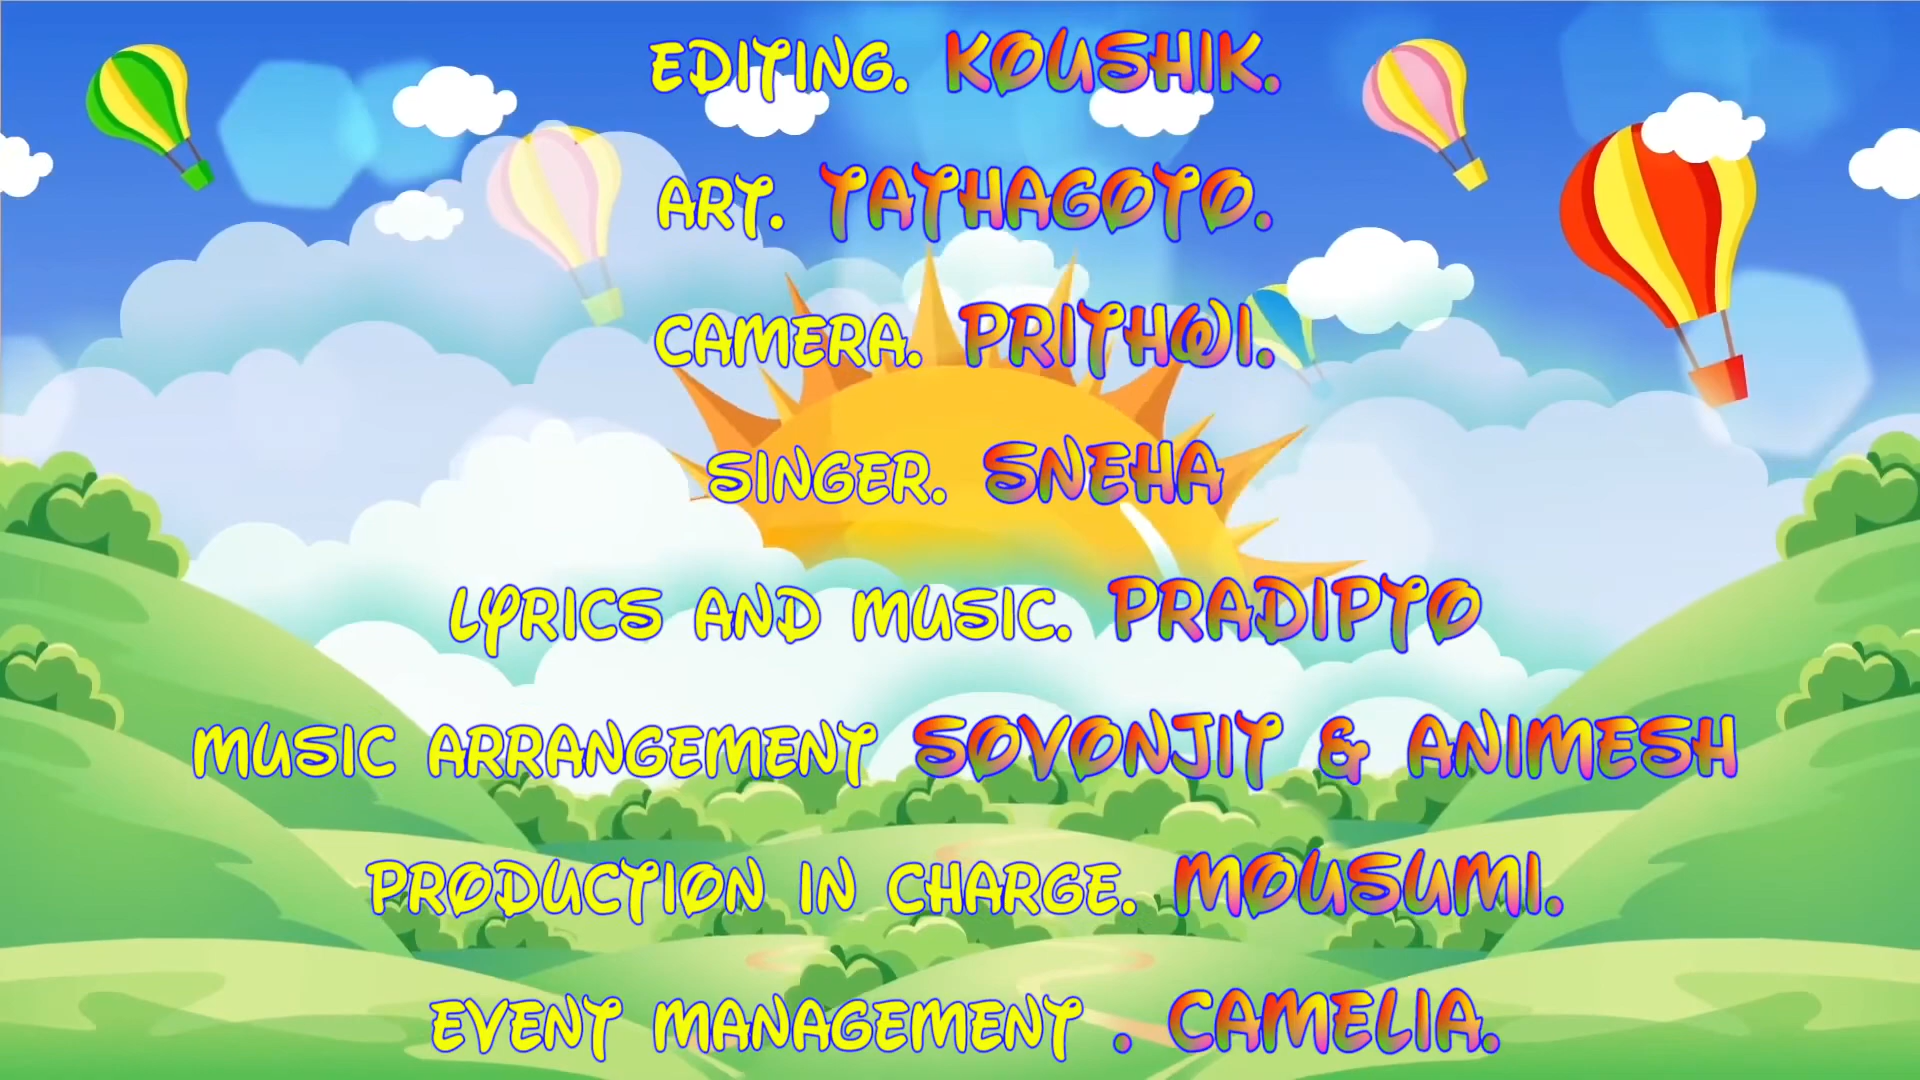 EDITING. KOUSHIK.
ART. TATHAGOTO.
CAMERA. PRITHWI.
SINGER. SNEHA
LYRICS AND MUSIC. PRADIPTO
MUSIC ARRANGEMENT SOVONJIT & ANIMESH
PRODUCTION IN CHARGE. MOUSUMI.
EVENT MANAGEMENT . CAMELIA.